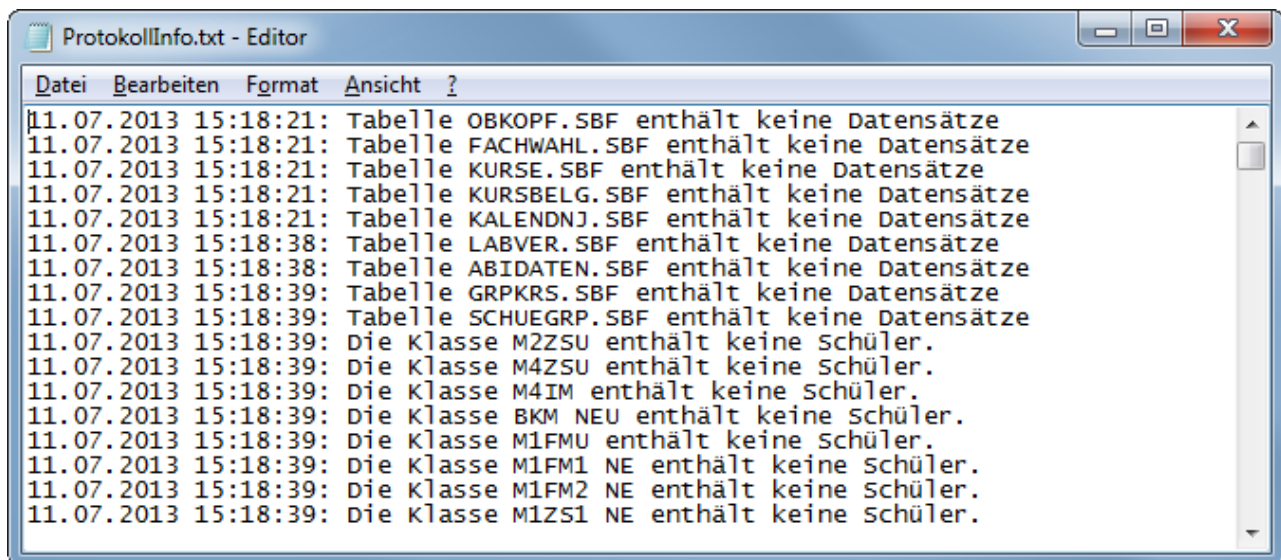 ProtokollInfo.txt - Editor
Datei Bearbeiten Format Ansicht ?
11.07.2013 15:18:21: Tabelle OBKOPF.SBF enthält keine Datensätze
11.07.2013 15:18:21: Tabelle FACHWAHL.SBF enthält keine Datensätze
11.07.2013 15:18:21: Tabelle KURSE.SBF enthält keine Datensätze
11.07.2013 15:18:21: Tabelle KURSBELG.SBF enthält keine Datensätze
11.07.2013 15:18:21: Tabelle KALENDNJ.SBF enthält keine Datensätze
11.07.2013 15:18:38: Tabelle LABVER.SBF enthält keine Datensätze
11.07.2013 15:18:38: Tabelle ABIDATEN.SBF enthält keine Datensätze
11.07.2013 15:18:39: Tabelle GRPKRS.SBF enthält keine Datensätze
11.07.2013 15:18:39: Tabelle SCHUEGRP.SBF enthält keine Datensätze
11.07.2013 15:18:39: Die Klasse M2ZSU enthält keine Schüler.
11.07.2013 15:18:39: Die Klasse M4ZSU enthält keine Schüler.
11.07.2013 15:18:39: Die Klasse M4IM enthält keine Schüler.
11.07.2013 15:18:39: Die Klasse BKM NEU enthält keine Schüler.
11.07.2013 15:18:39: Die Klasse M1FMU enthält keine Schüler.
11.07.2013 15:18:39: Die Klasse M1FM1 NE enthält keine Schüler.
11.07.2013 15:18:39: Die Klasse M1FM2 NE enthält keine Schüler.
11.07.2013 15:18:39: Die Klasse M1ZS1 NE enthält keine Schüler.